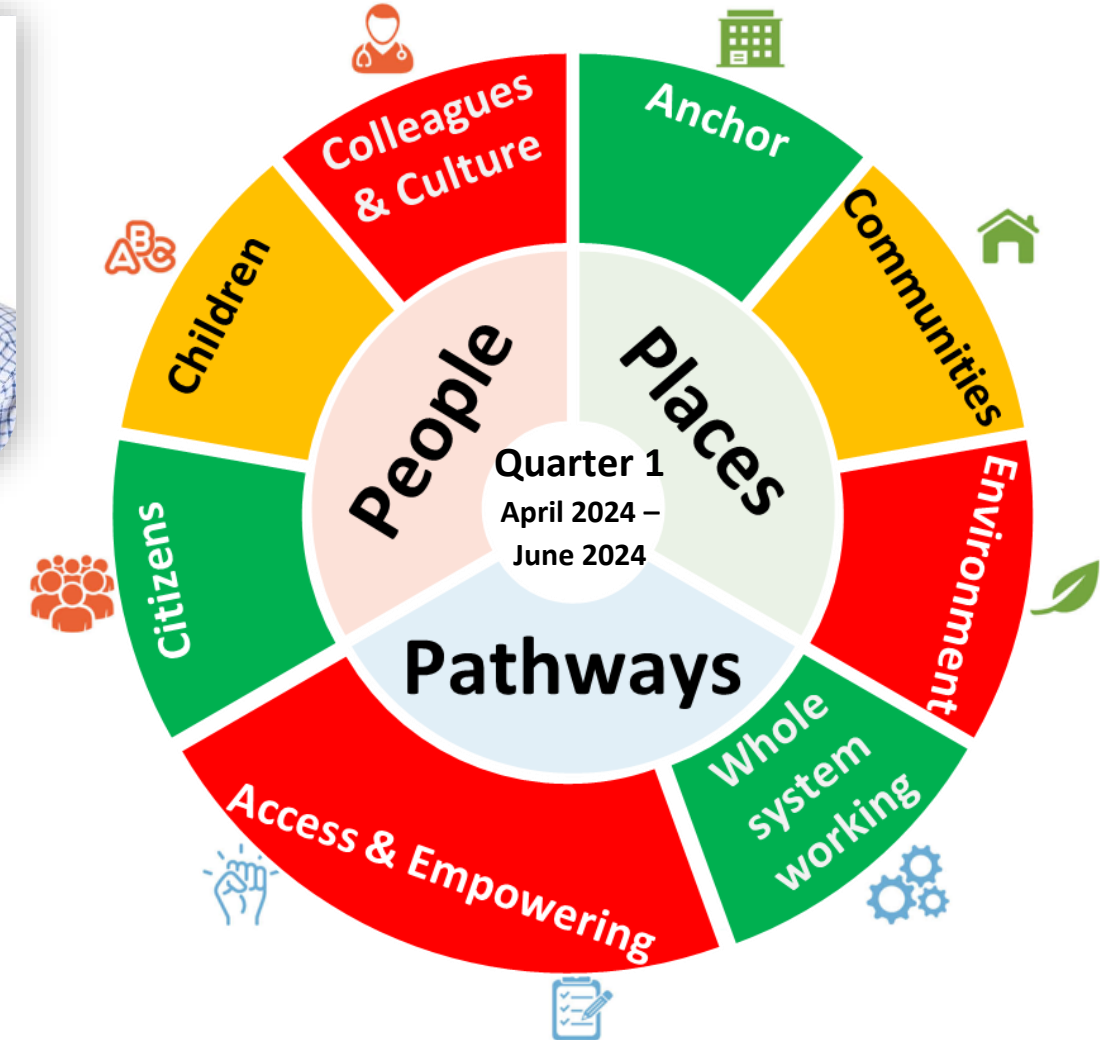 Colleagues
& Culture
Anchor
Communities
Environment
Whole
system
working
Access & Empowering
Citizens
Children
ABC
People
Places
Pathways
Quarter 1
April 2024 –
June 2024